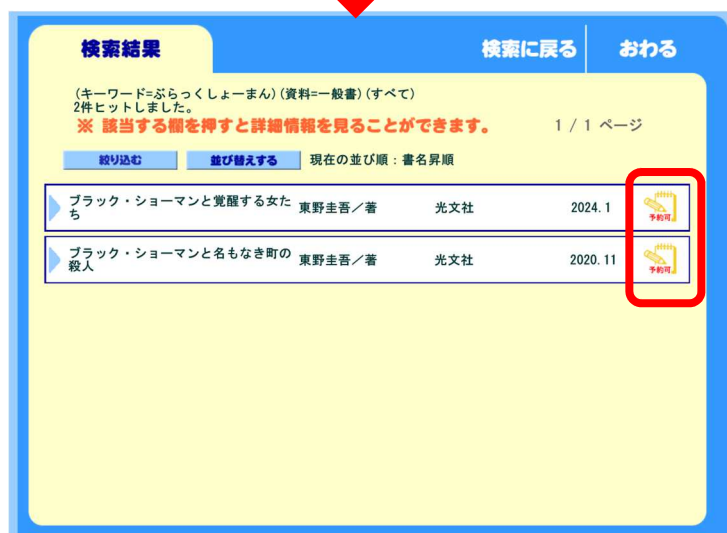 検索結果
検索に戻る
おわる
(キーワード=ぶらっくしょーまん)(資料=一般書)(すべて)
2件ヒットしました。
※ 該当する欄を押すと詳細情報を見ることができます。
1 / 1 ページ
絞り込む
並び替えする
現在の並び順：書名昇順
ブラック・ショーマンと覚醒する女た
ち
東野圭吾／著
光文社
2024.1
予約可
ブラック・ショーマンと名もなき町の
殺人
東野圭吾／著
光文社
2020.11
予約可